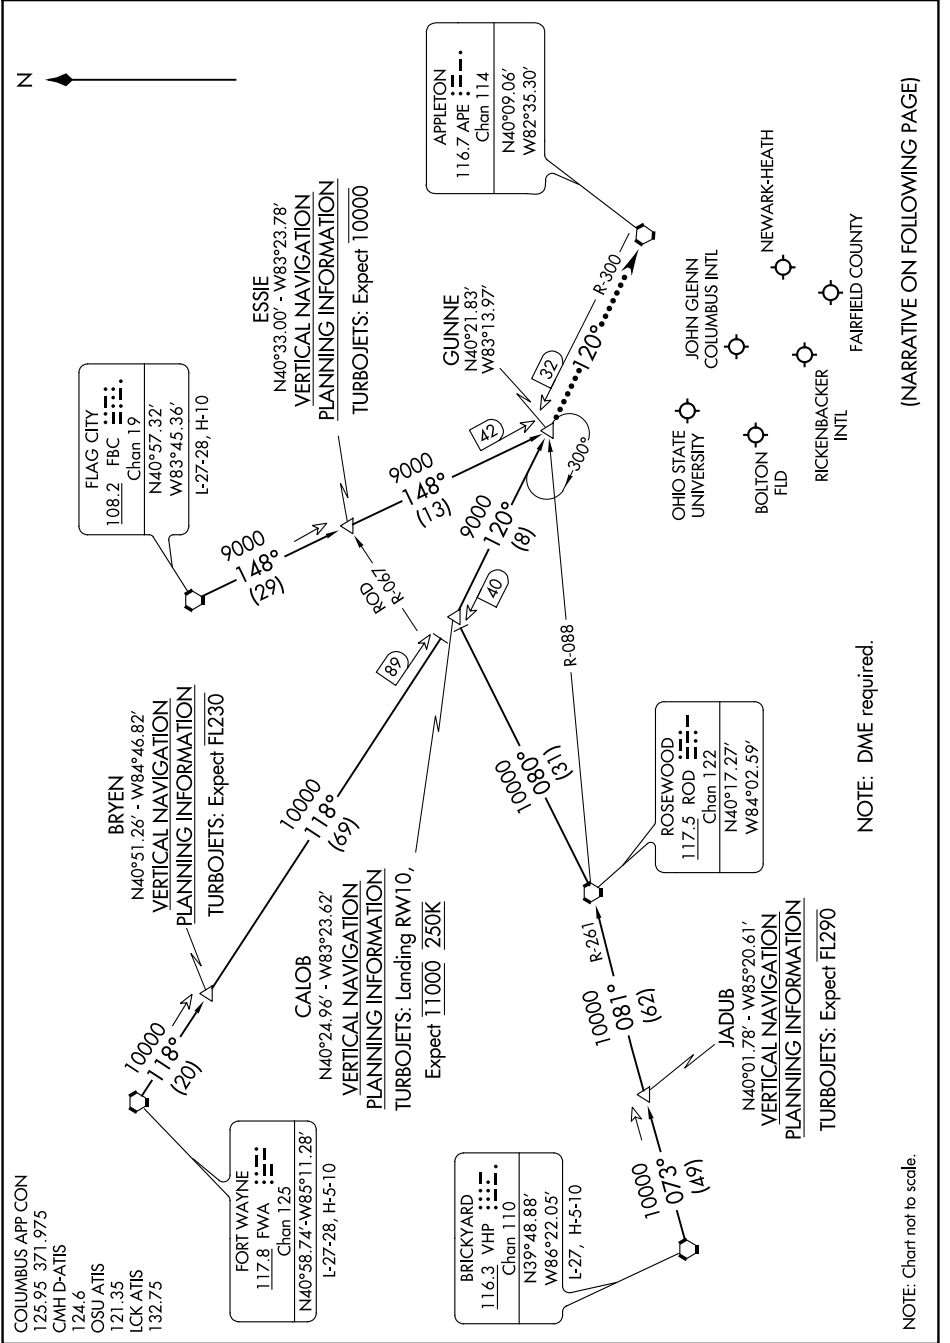 COLUMBUS APP CON
125.95 371.975
CMH D-ATIS
124.6
OSU ATIS
121.35
LCK ATIS
132.75
FORT WAYNE
117.8 FWA
Chan 125
N40°58.74'-W85°11.28'
L-27-28, H-5-10
10000
118°
(20)
BRYEN
N40°51.26' - W84°46.82'
VERTICAL NAVIGATION
PLANNING INFORMATION
TURBOJETS: Expect FL230
10000
118°
(69)
89
FLAG CITY
108.2 FBC
Chan 19
N40°57.32'
W83°45.36'
L-27-28, H-10
9000
148°
(29)
ESSIE
N40°33.00' - W83°23.78'
VERTICAL NAVIGATION
PLANNING INFORMATION
TURBOJETS: Expect 10000
ROD
R-067
9000
148°
(13)
42
CALOB
N40°24.96' - W83°23.62'
VERTICAL NAVIGATION
PLANNING INFORMATION
TURBOJETS: Landing RW10,
Expect 11000 250K
40
9000
120°
(8)
GUNNE
N40°21.83'
W83°13.97'
300°
32
R-300
120°
APPLETON
116.7 APE
Chan 114
N40°09.06'
W82°35.30'
BRICKYARD
116.3 VHP
Chan 110
N39°48.88'
W86°22.05'
L-27, H-5-10
10000
073°
(49)
JADUB
N40°01.78' - W85°20.61'
VERTICAL NAVIGATION
PLANNING INFORMATION
TURBOJETS: Expect FL290
10000
081°
(62)
R-261
ROSEWOOD
117.5 ROD
Chan 122
N40°17.27'
W84°02.59'
10000
080°
(31)
R-088
OHIO STATE
UNIVERSITY
JOHN GLENN
COLUMBUS INTL
NEWARK-HEATH
BOLTON
FLD
RICKENBACKER
INTL
FAIRFIELD COUNTY
NOTE: DME required.
NOTE: Chart not to scale.
(NARRATIVE ON FOLLOWING PAGE)
N